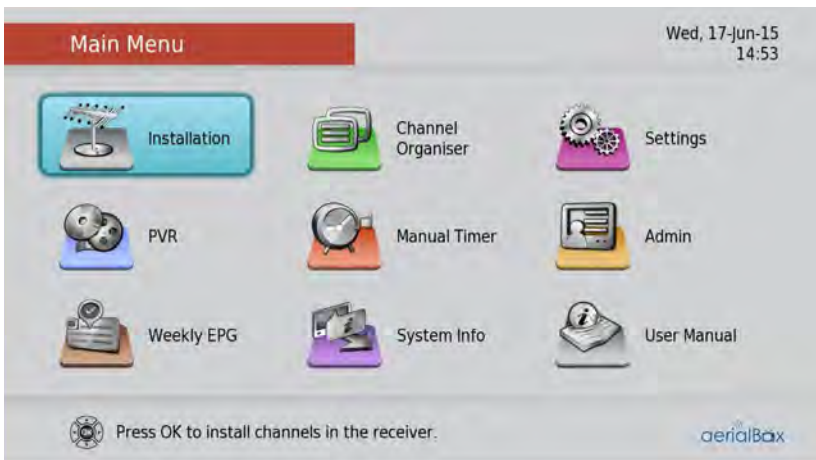 Main Menu
Wed, 17-Jun-15
14:53
Installation
Channel
Organiser
Settings
PVR
Manual Timer
Admin
Weekly EPG
System Info
User Manual
OK
Press OK to install channels in the receiver.
aerialBox